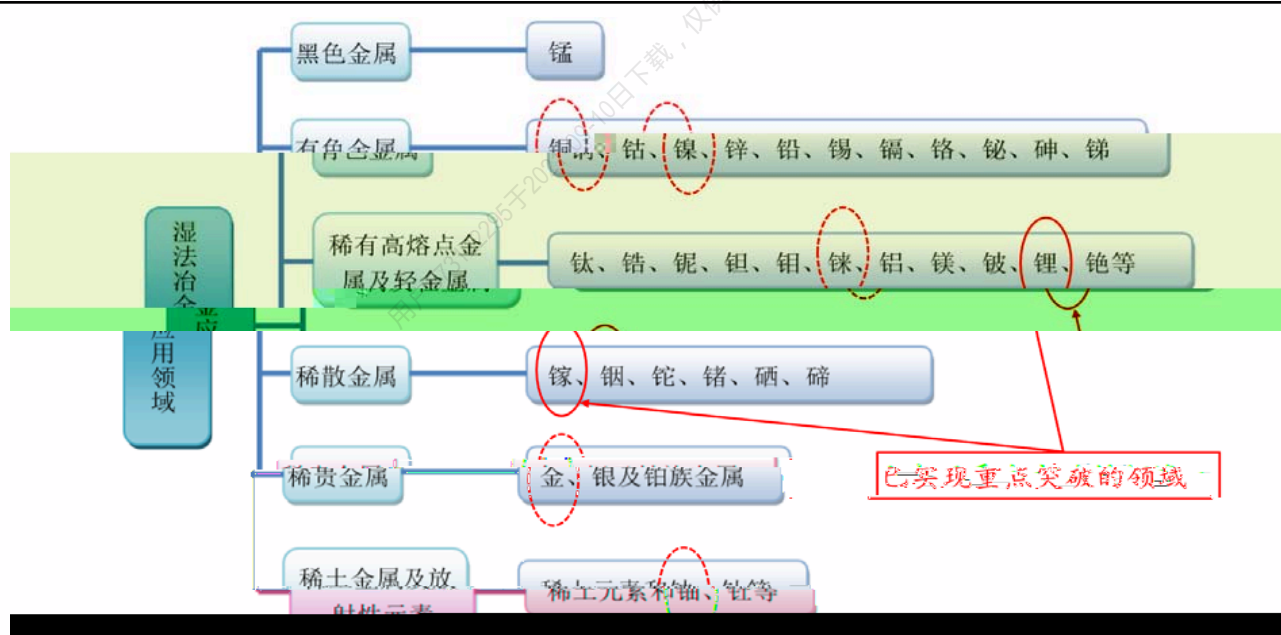 黑色金属
锰
有色金属
铜、钴、镍、锌、铅、锡、镉、铬、铋、砷、锑
湿法冶金应用领域
稀有高熔点金
属及轻金属
钛、锆、铌、钽、钼、铼、铝、镁、铍、锂、铯等
稀散金属
镓、铟、铊、锗、硒、碲
稀贵金属
金、银及铂族金属
已实现重点突破的领域
稀土金属及放
射性元素
稀土元素和铀、钍等